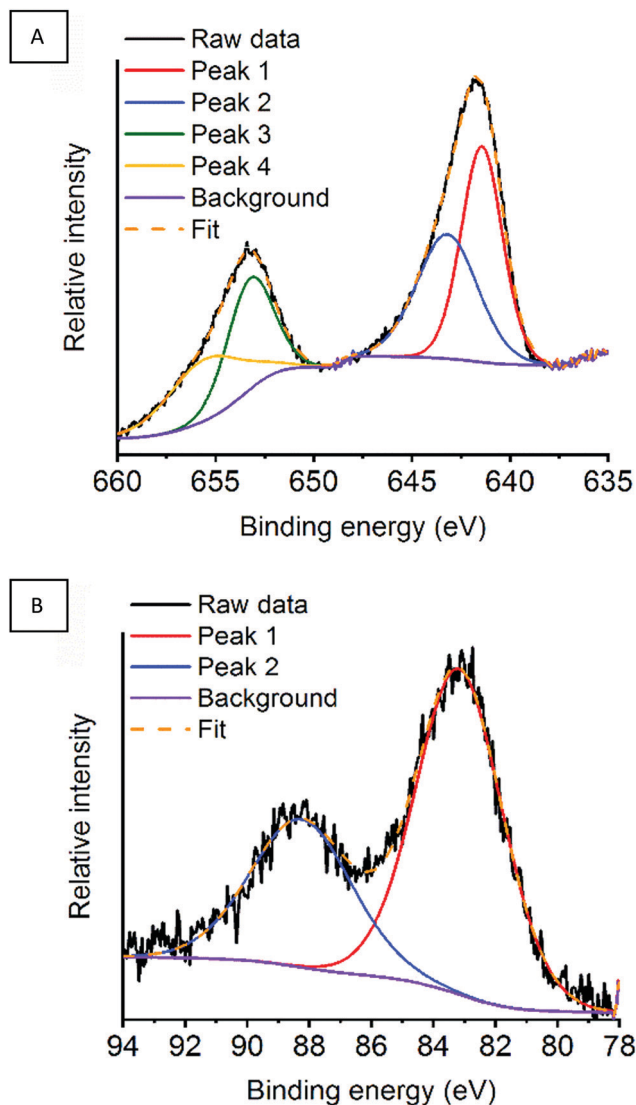 A
Raw data
Peak 1
Peak 2
Peak 3
Peak 4
Background
Fit
Relative intensity
660 655 650 645 640 635
Binding energy (eV)
B
Raw data
Peak 1
Peak 2
Background
Fit
Relative intensity
94 92 90 88 86 84 82 80 78
Binding energy (eV)